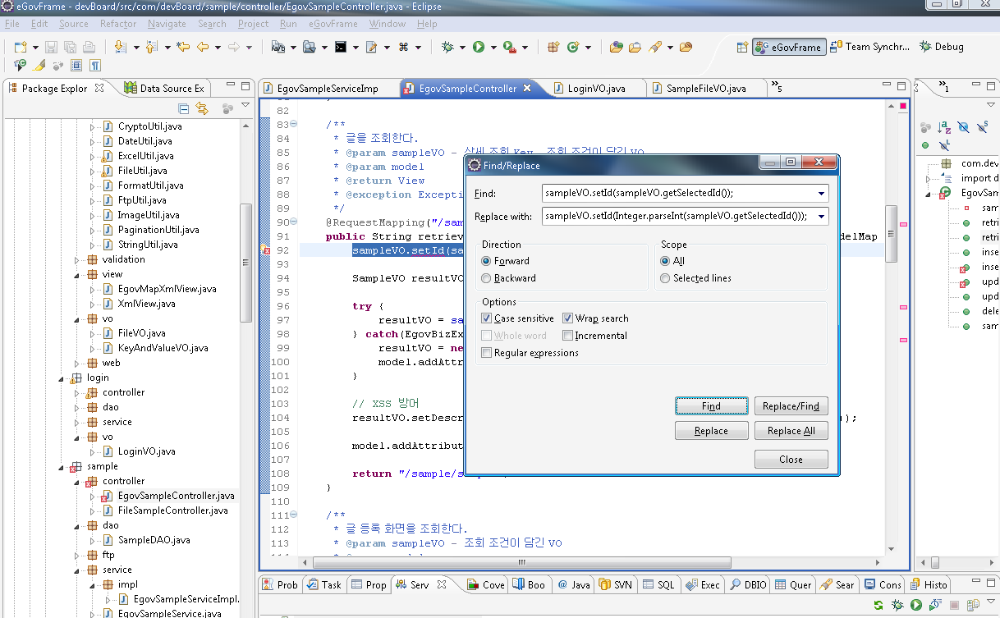 eGovFrame - devBoard/src/com/devBoard/sample/controller/EgovSampleController.java - Eclipse
File Edit Source Refactor Navigate Search Project Run eGovFrame Window Help
eGovFrame Team Synchr... Debug
Package Explor Data Source Ex
CryptoUtil.java
DateUtil.java
ExcelUtil.java
FileUtil.java
FormatUtil.java
FtpUtil.java
ImageUtil.java
PaginationUtil.java
StringUtil.java
validation
view
EgovMapXmlView.java
XmlView.java
vo
FileVO.java
KeyAndValueVO.java
web
login
controller
dao
service
vo
LoginVO.java
sample
controller
EgovSampleController.java
FileSampleController.java
dao
SampleDAO.java
ftp
service
impl
EgovSampleServiceImpl.
EgovSampleService.java
EgovSampleServiceImp EgovSampleController LoginVO.java SampleFileVO.java »5
82
83 /**
84 * 글을 조회한다.
85 * @param sampleVO - 상세 조회 Key, 조회 조건이 담긴 VO
86 * @param model
87 * @return View
88 * @exception Excepti
89 */
90 @RequestMapping("/sam
91 public String retriev delMap
92 sampleVO.setId(sa
93
94 SampleVO resultVO
95
96 try {
97 resultVO = sa
98 } catch(EgovBizEx
99 resultVO = ne
100 model.addAttr
101 }
102
103 // XSS 방어
104 resultVO.setDescr );
105
106 model.addAttribut
107
108 return "/sample/s
109 }
110
111 /**
112 * 글 등록 화면을 조회한다.
113 * @param sampleVO - 조회 조건이 담긴 VO
Find/Replace
Find: sampleVO.setId(sampleVO.getSelectedId());
Replace with: sampleVO.setId(Integer.parseInt(sampleVO.getSelectedId()));
Direction
Forward
Backward
Scope
All
Selected lines
Options
Case sensitive Wrap search
Whole word Incremental
Regular expressions
Find Replace/Find
Replace Replace All
Close
»1
com.dev
import d
EgovSam
sam
retri
retri
inse
inse
upd
upd
dele
sam
Prob Task Prop Serv Cove Boo Java SVN SQL Exec DBIO Quer Sear Cons Histo